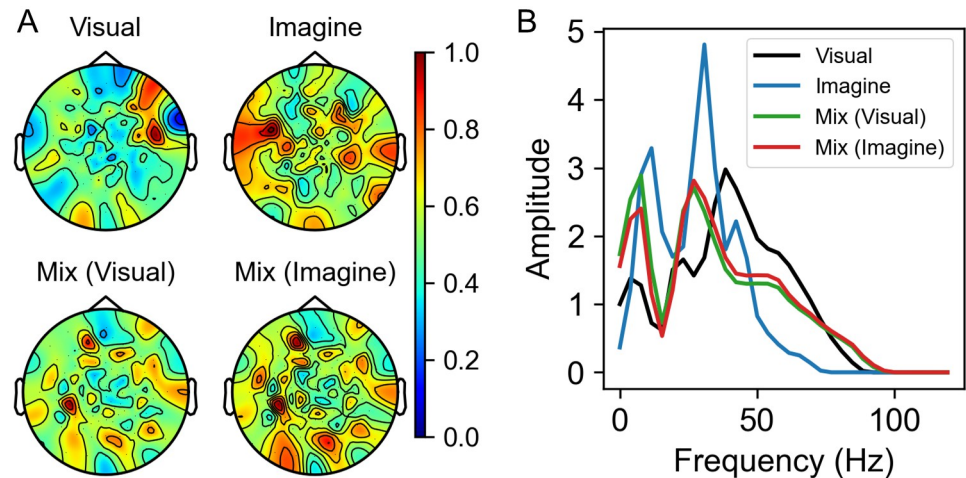 A
Visual
Imagine
Mix (Visual)
Mix (Imagine)
1.0
0.8
0.6
0.4
0.2
0.0
B
Amplitude
5
4
3
2
1
0
Visual
Imagine
Mix (Visual)
Mix (Imagine)
0
50
100
Frequency (Hz)